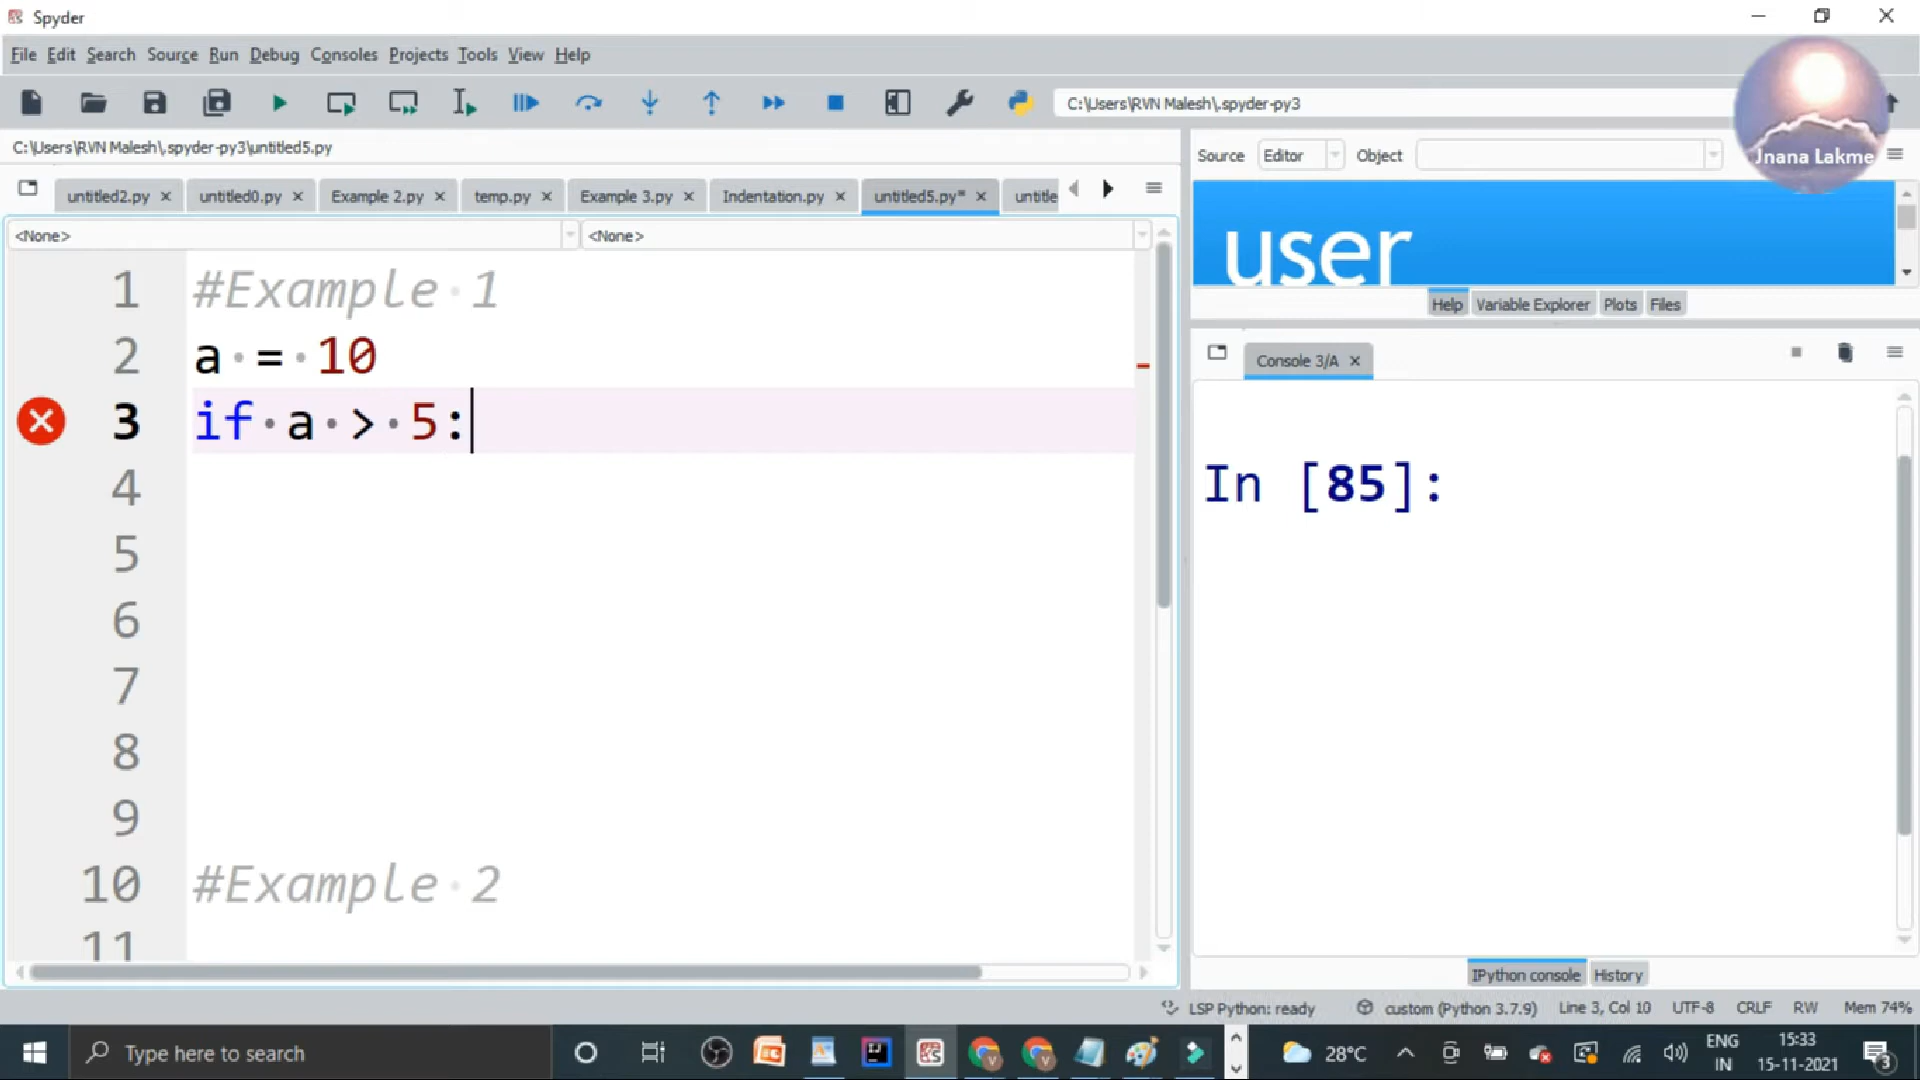 Spyder
File Edit Search Source Run Debug Consoles Projects Tools View Help
C:\Users\RVN Malesh\.spyder-py3
Jnana Lakme
C:\Users\RVN Malesh\.spyder-py3\untitled5.py
Source Editor Object
untitled2.py untitled0.py Example 2.py temp.py Example 3.py Indentation.py untitled5.py* untitle
<None> <None>
user
Help Variable Explorer Plots Files
Console 3/A
1 #Example 1
2 a = 10
3 if a > 5:
4
5
6
7
8
9
10 #Example 2
11
In [85]:
IPython console History
LSP Python: ready custom (Python 3.7.9) Line 3, Col 10 UTF-8 CRLF RW Mem 74%
Type here to search
28°C
ENG
IN
15:33
15-11-2021
3